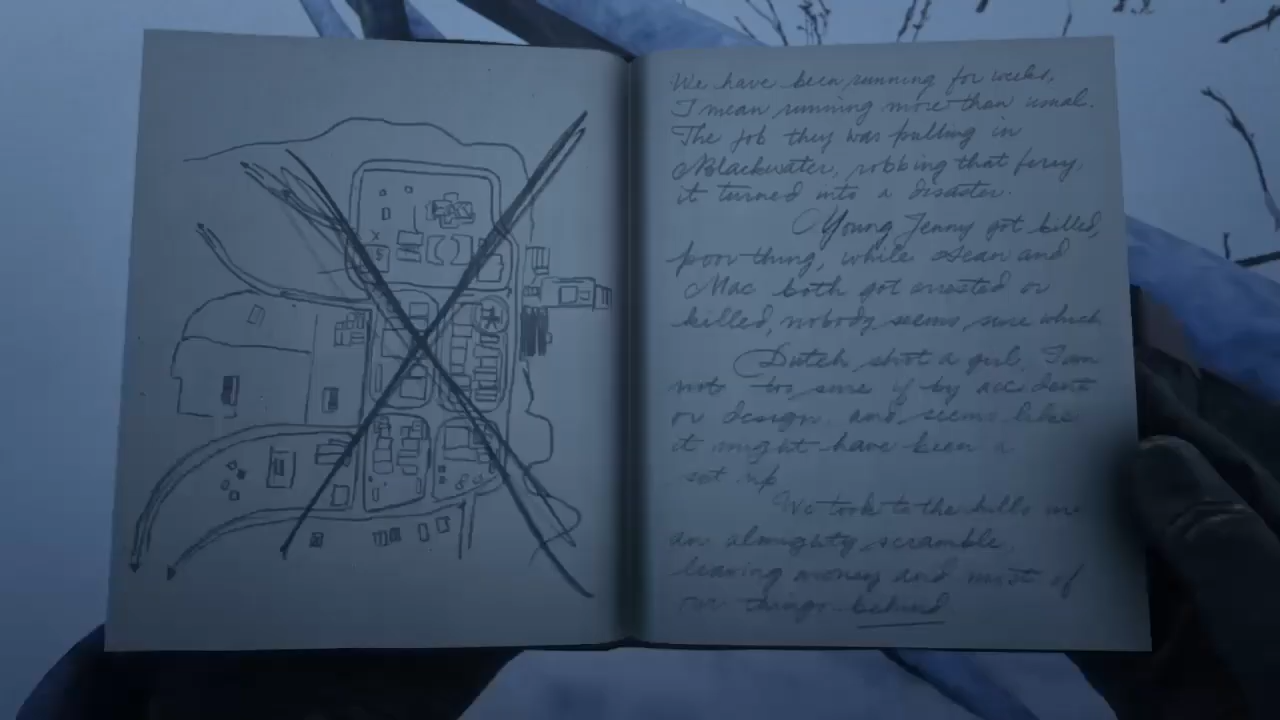 We have been running for weeks,
I mean running more than usual.
The job they was pulling in
Blackwater, robbing that ferry,
it turned into a disaster.
Young Jenny got killed,
poor thing, while Sean and
Mac both got arrested or
killed, nobody seems sure which
Dutch shot a girl, I am
not too sure if by accident
or design, and seems like
it might have been a
set up
We took to the hills in
an almighty scramble,
leaving money and most of
our things behind